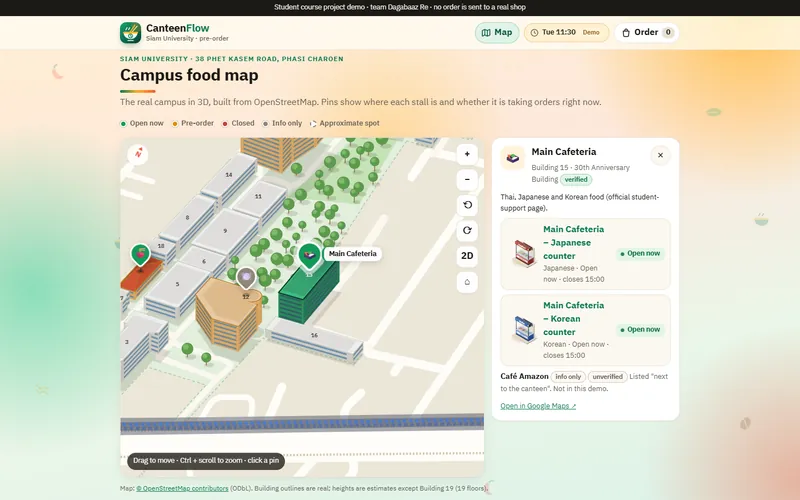 Student course project demo - team Dagabaaz Re - no order is sent to a real shop
CanteenFlow
Siam University · pre-order
Map
Tue 11:30 Demo
Order 0
SIAM UNIVERSITY · 38 PHET KASEM ROAD, PHASI CHAROEN
Campus food map
The real campus in 3D, built from OpenStreetMap. Pins show where each stall is and whether it is taking orders right now.
Open now
Pre-order
Closed
Info only
Approximate spot
N
14
11
8
9
10
6
5
7
3
12
15
16
Main Cafeteria
+
−
2D
Drag to move · Ctrl + scroll to zoom · click a pin
Main Cafeteria
Building 15 · 30th Anniversary
Building verified
Thai, Japanese and Korean food (official student-
support page).
Main Cafeteria
– Japanese
counter
Japanese · Open
now · closes 15:00
Open now
Main Cafeteria
– Korean
counter
Korean · Open now ·
closes 15:00
Open now
Café Amazon info only unverified Listed "next
to the canteen". Not in this demo.
Open in Google Maps ↗
Map: © OpenStreetMap contributors (ODbL). Building outlines are real; heights are estimates except Building 19 (19 floors).